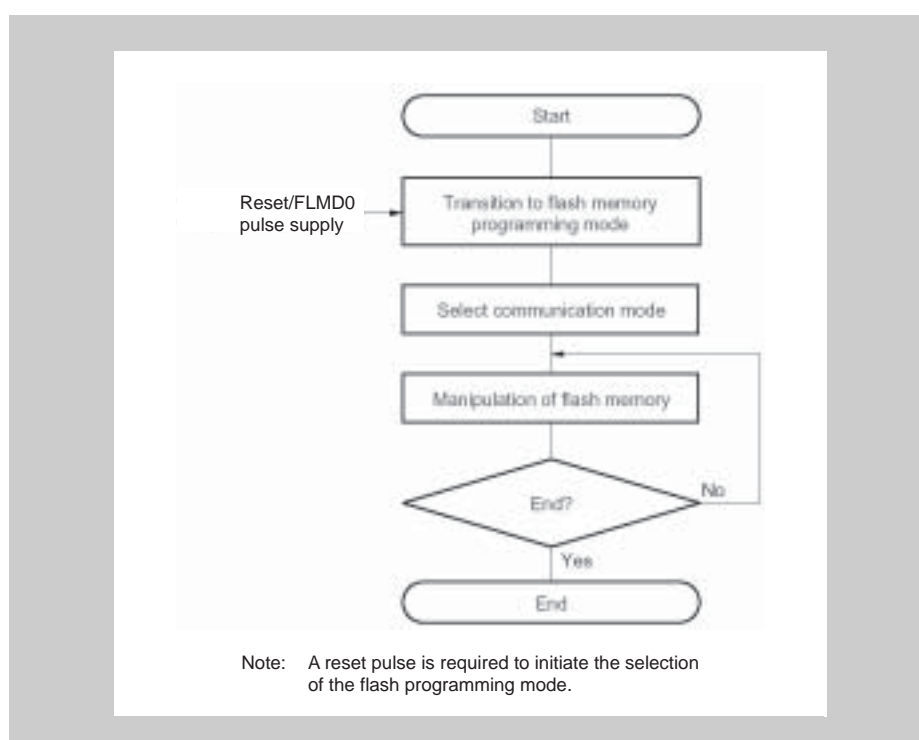 Start
Reset/FLMD0
pulse supply
Transition to flash memory
programming mode
Select communication mode
Manipulation of flash memory
End?
No
Yes
End
Note: A reset pulse is required to initiate the selection
of the flash programming mode.